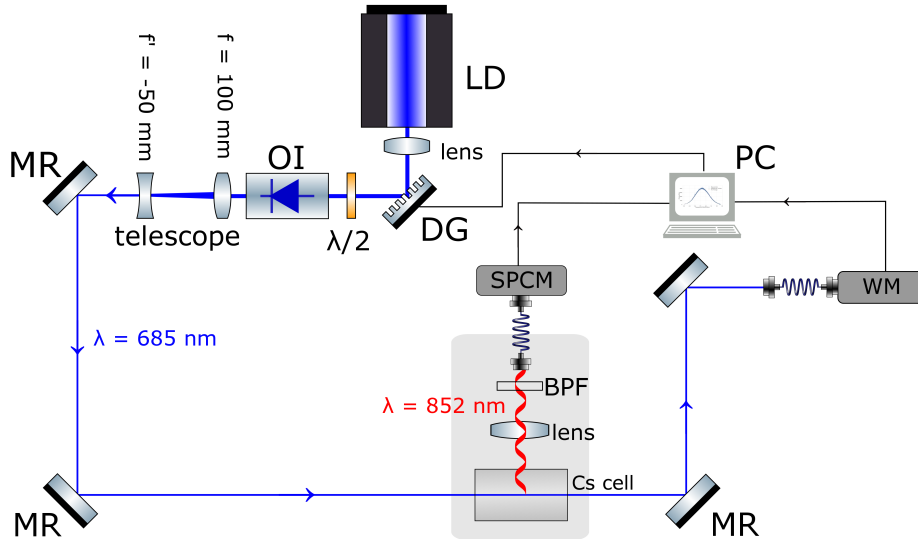 f' = -50 mm
f = 100 mm
LD
lens
OI
MR
PC
telescope
λ/2
DG
SPCM
WM
λ = 685 nm
BPF
λ = 852 nm
lens
Cs cell
MR
MR